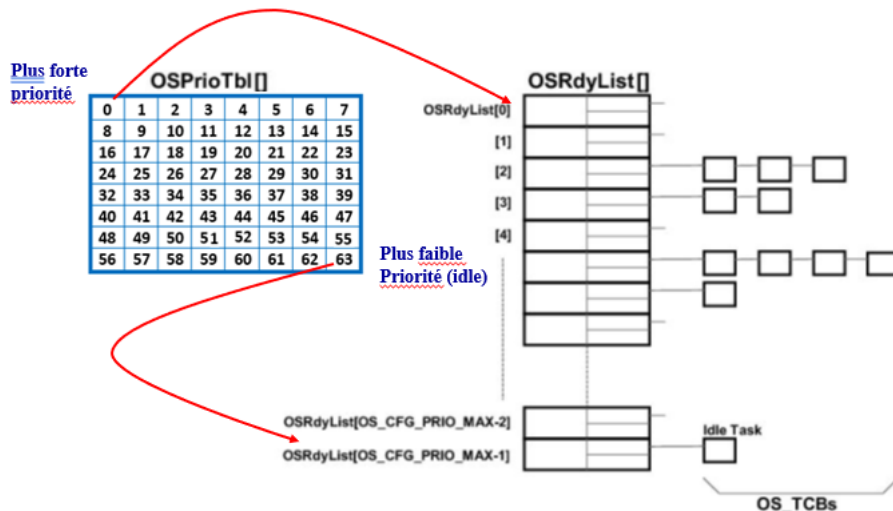 Plus forte
priorité
OSPrioTbl[]
0 1 2 3 4 5 6 7
8 9 10 11 12 13 14 15
16 17 18 19 20 21 22 23
24 25 26 27 28 29 30 31
32 33 34 35 36 37 38 39
40 41 42 43 44 45 46 47
48 49 50 51 52 53 54 55
56 57 58 59 60 61 62 63
Plus faible
Priorité (idle)
OSRdyList[]
OSRdyList[0]
[1]
[2]
[3]
[4]
OSRdyList[OS_CFG_PRIO_MAX-2]
OSRdyList[OS_CFG_PRIO_MAX-1]
Idle Task
OS_TCBs